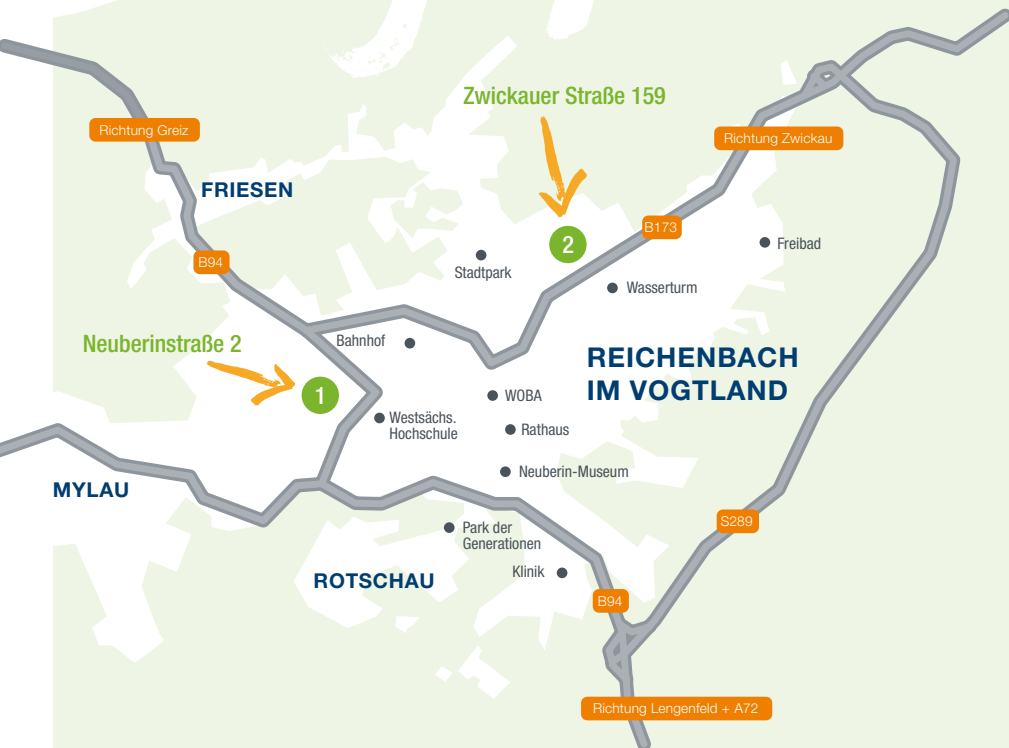 Zwickauer Straße 159
Richtung Greiz
Richtung Zwickau
FRIESEN
B173
2
Freibad
B94
Stadtpark
Wasserturm
Neuberinstraße 2
Bahnhof
REICHENBACH
IM VOGTLAND
1
WOBA
Westsächs.
Hochschule
Rathaus
Neuberin-Museum
MYLAU
S289
Park der
Generationen
Klinik
ROTSCHAU
B94
Richtung Lengenfeld + A72